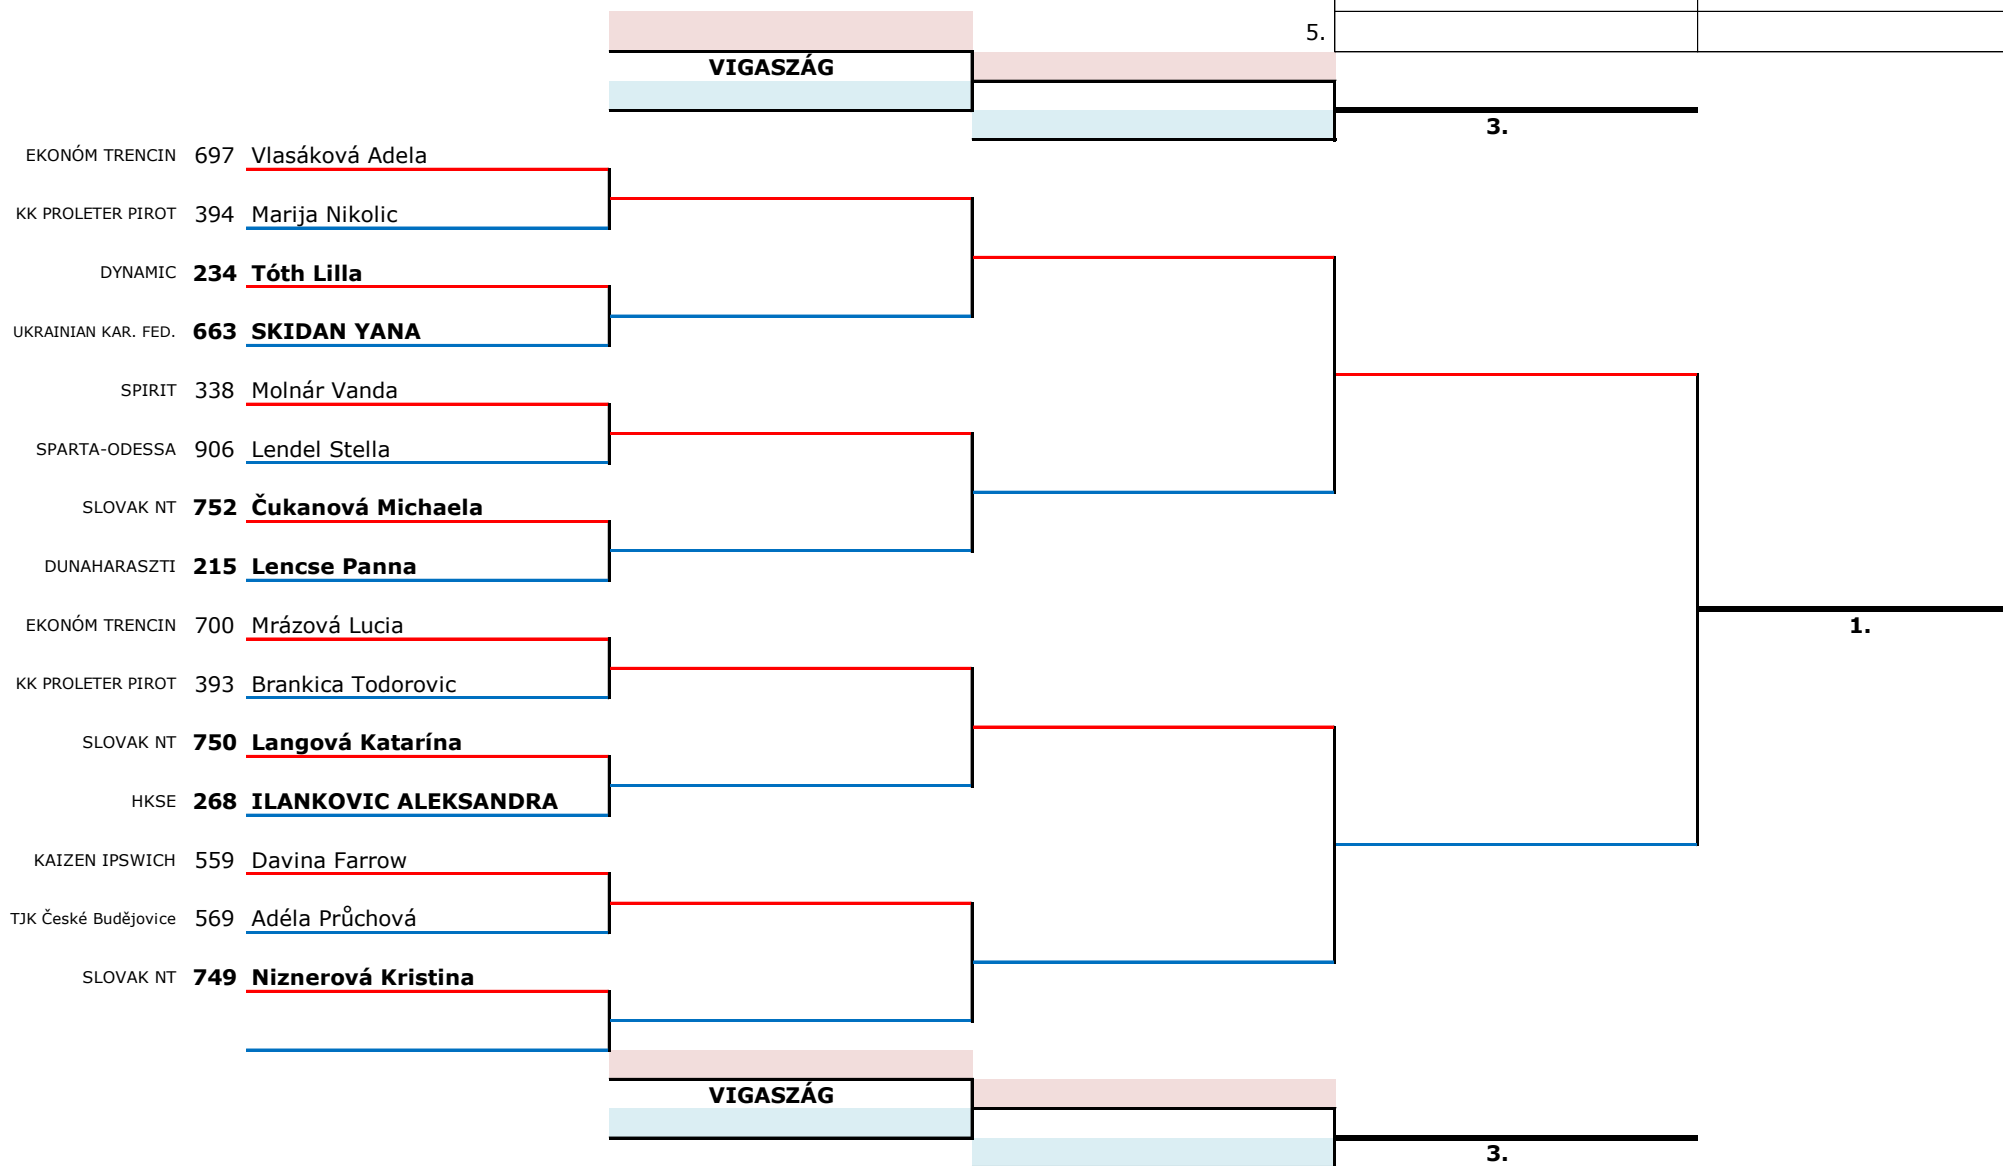 5.
VIGASZÁG
3.
EKONÓM TRENCIN 697 Vlasáková Adela
KK PROLETER PIROT 394 Marija Nikolic
DYNAMIC 234 Tóth Lilla
UKRAINIAN KAR. FED. 663 SKIDAN YANA
SPIRIT 338 Molnár Vanda
SPARTA-ODESSA 906 Lendel Stella
SLOVAK NT 752 Čukanová Michaela
DUNAHARASZTI 215 Lencse Panna
EKONÓM TRENCIN 700 Mrázová Lucia
1.
KK PROLETER PIROT 393 Brankica Todorovic
SLOVAK NT 750 Langová Katarína
HKSE 268 ILANKOVIC ALEKSANDRA
KAIZEN IPSWICH 559 Davina Farrow
TJK České Budějovice 569 Adéla Průchová
SLOVAK NT 749 Niznerová Kristina
VIGASZÁG
3.